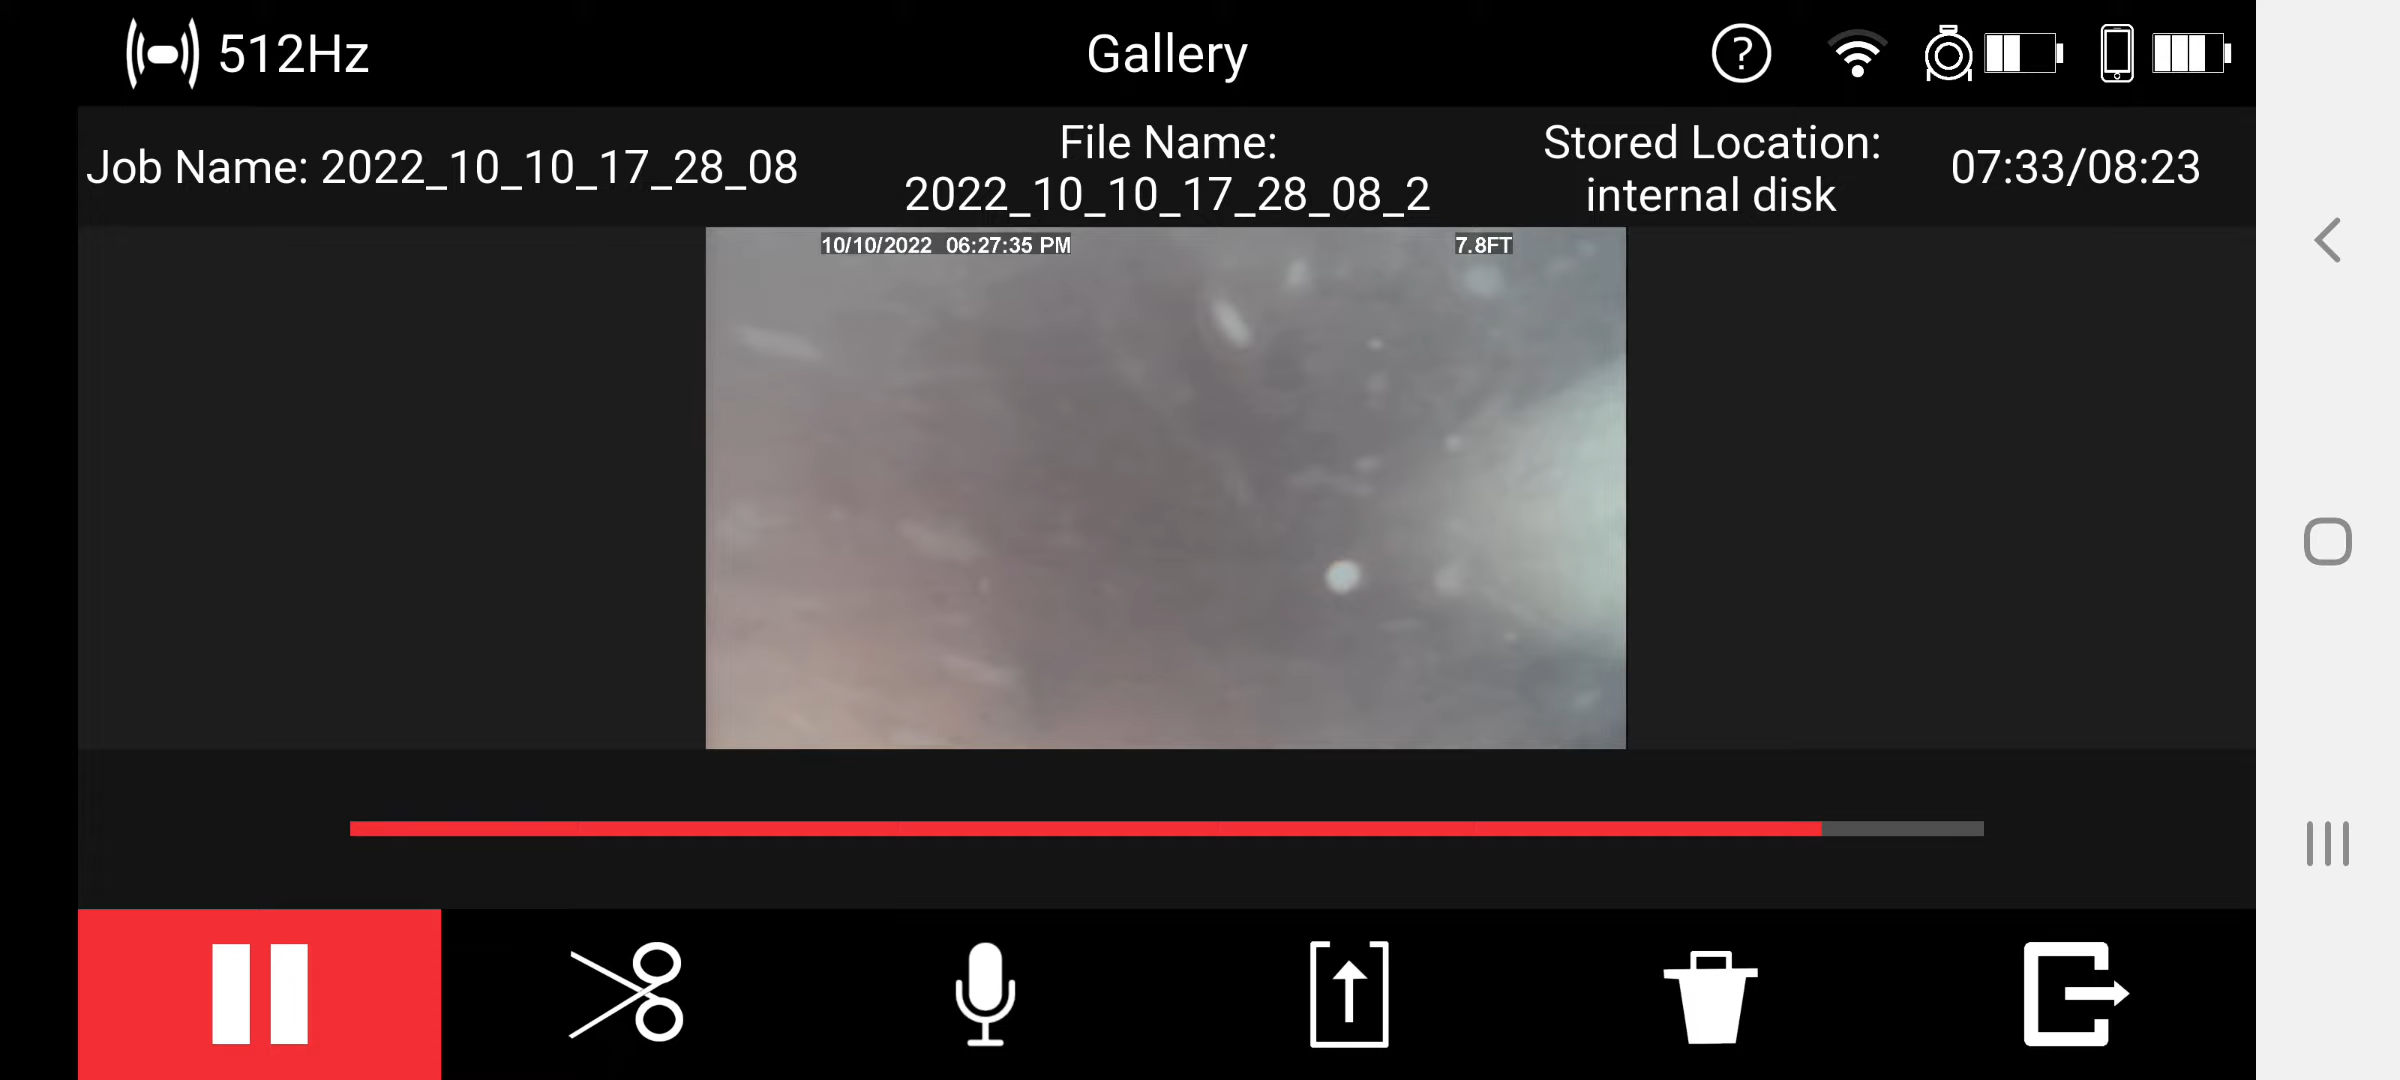 512Hz
Gallery
?
Job Name: 2022_10_10_17_28_08
File Name:
2022_10_10_17_28_08_2
Stored Location:
internal disk
07:33/08:23
10/10/2022 06:27:35 PM
7.8FT